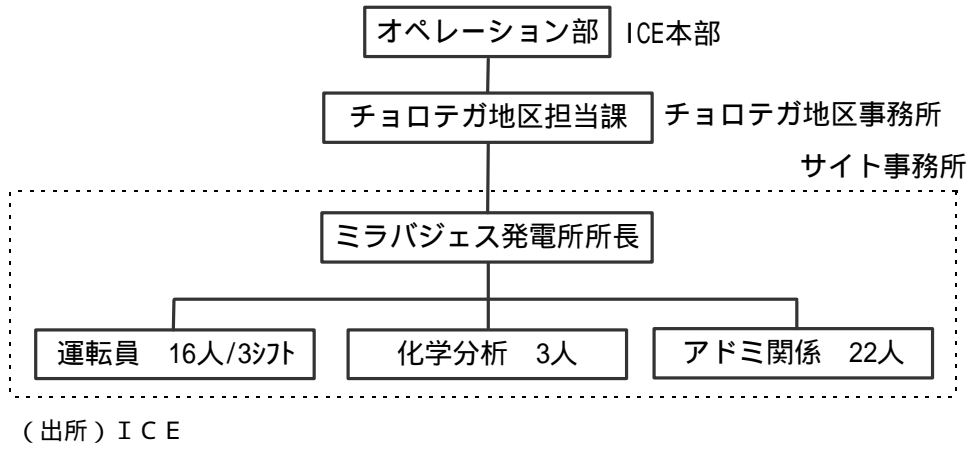 オペレーション部 ICE本部
チョロテガ地区担当課 チョロテガ地区事務所
サイト事務所
ミラバジェス発電所所長
運転員　16人/3ｼﾌﾄ 化学分析　3人 アドミ関係　22人
（出所）ＩＣＥ